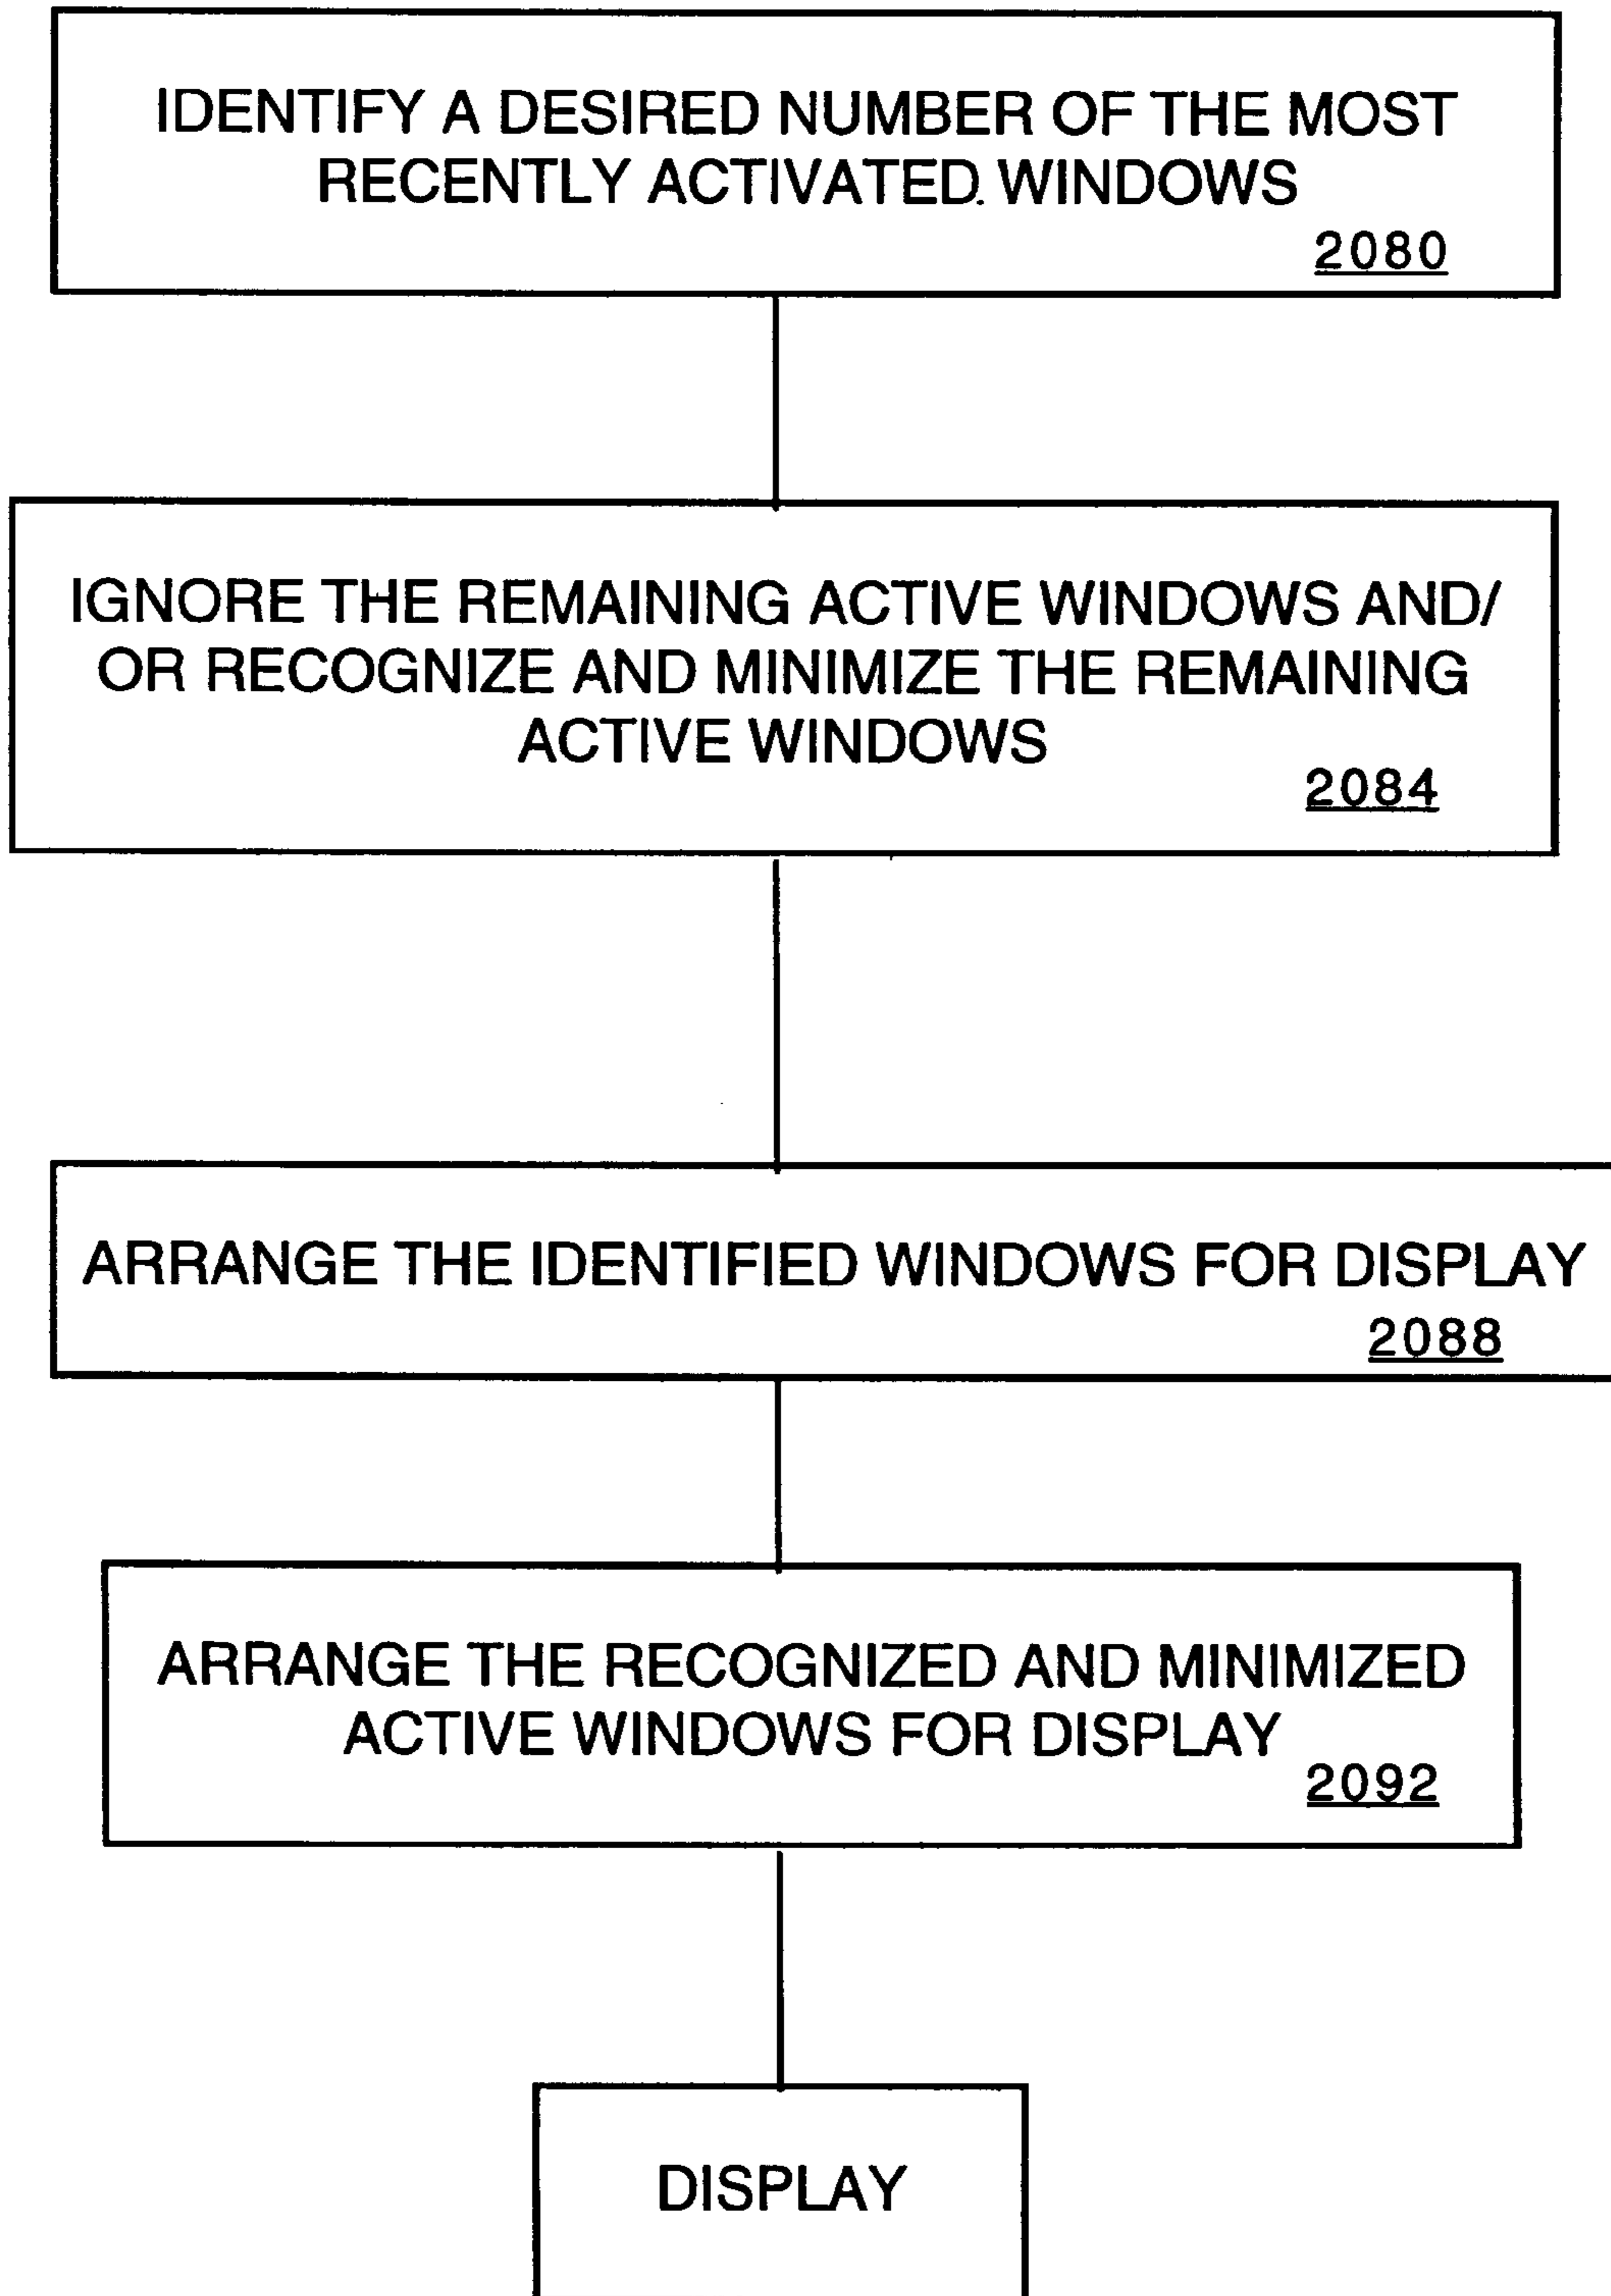 IDENTIFY A DESIRED NUMBER OF THE MOST
RECENTLY ACTIVATED WINDOWS
2080
IGNORE THE REMAINING ACTIVE WINDOWS AND/
OR RECOGNIZE AND MINIMIZE THE REMAINING
ACTIVE WINDOWS
2084
ARRANGE THE IDENTIFIED WINDOWS FOR DISPLAY
2088
ARRANGE THE RECOGNIZED AND MINIMIZED
ACTIVE WINDOWS FOR DISPLAY
2092
DISPLAY